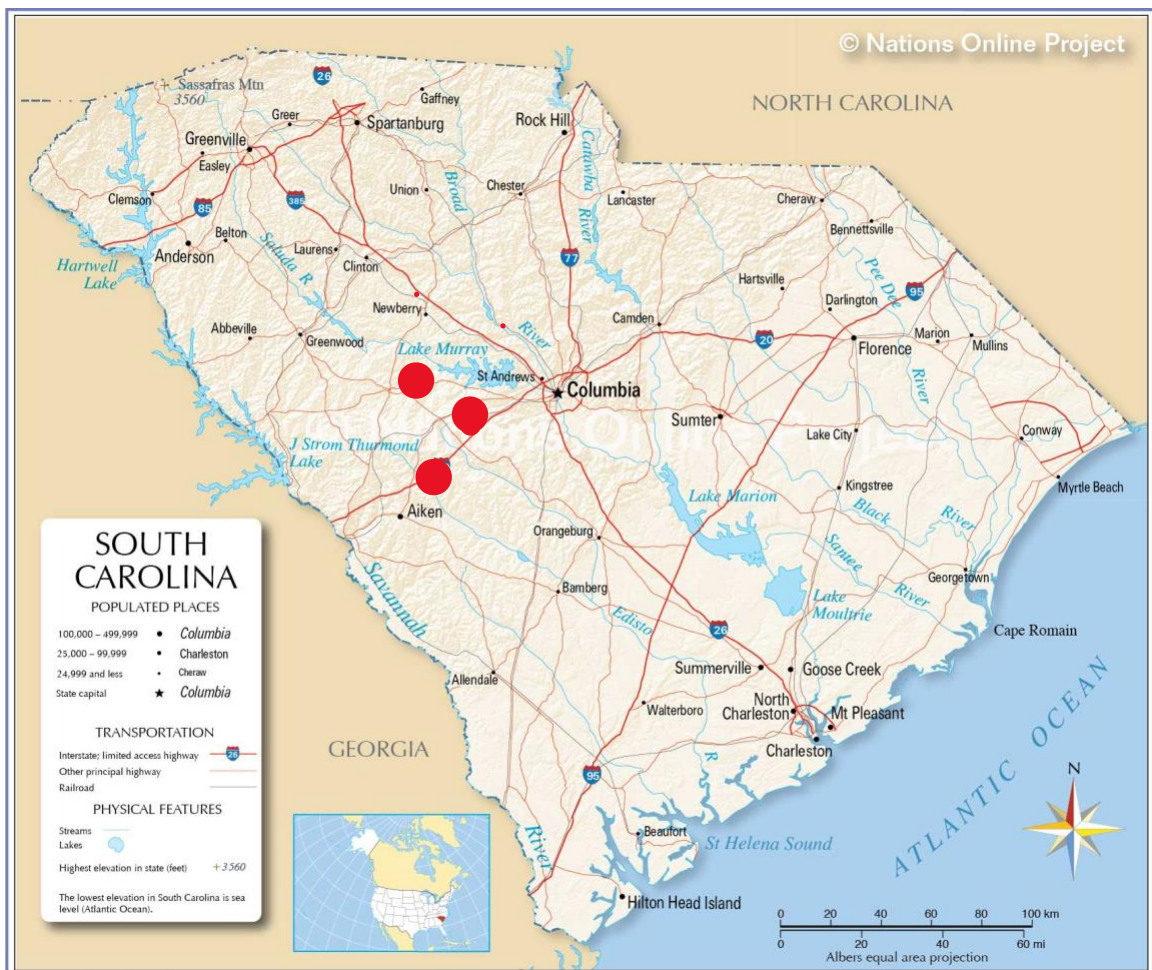 © Nations Online Project
NORTH CAROLINA
26
Sassafras Mtn
3560
Gaffney
Greer
Spartanburg
Rock Hill
Greenville
Easley
Catawba
River
Clemson
85
385
Union
Broad
Chester
Lancaster
Cheraw
Bennettsville
Belton
Anderson
Saluda R
Laurens
Clinton
Hartwell
Lake
77
Pee Dee
River
95
Hartsville
Darlington
Newberry
River
Camden
Abbeville
Greenwood
20
Florence
Marion
Mullins
Lake Murray
St Andrews
Columbia
Sumter
Lake City
Conway
J Strom Thurmond
Lake
Myrtle Beach
Kingstree
Lake Marion
Black
River
Aiken
Orangeburg
Santee
River
Georgetown
Savannah
River
Bamberg
Edisto
R
Lake
Moultrie
Cape Romain
26
Summerville
Goose Creek
Allendale
Walterboro
North
Charleston
Mt Pleasant
Charleston
GEORGIA
95
Beaufort
St Helena Sound
Hilton Head Island
ATLANTIC OCEAN
N
SOUTH
CAROLINA
POPULATED PLACES
100,000 – 499,999 Columbia
25,000 – 99,999 Charleston
24,999 and less Cheraw
State capital Columbia
TRANSPORTATION
Interstate; limited access highway 26
Other principal highway
Railroad
PHYSICAL FEATURES
Streams
Lakes
Highest elevation in state (feet) +3560
The lowest elevation in South Carolina is sea
level (Atlantic Ocean).
0 20 40 60 80 100 km
0 20 40 60 mi
Albers equal area projection